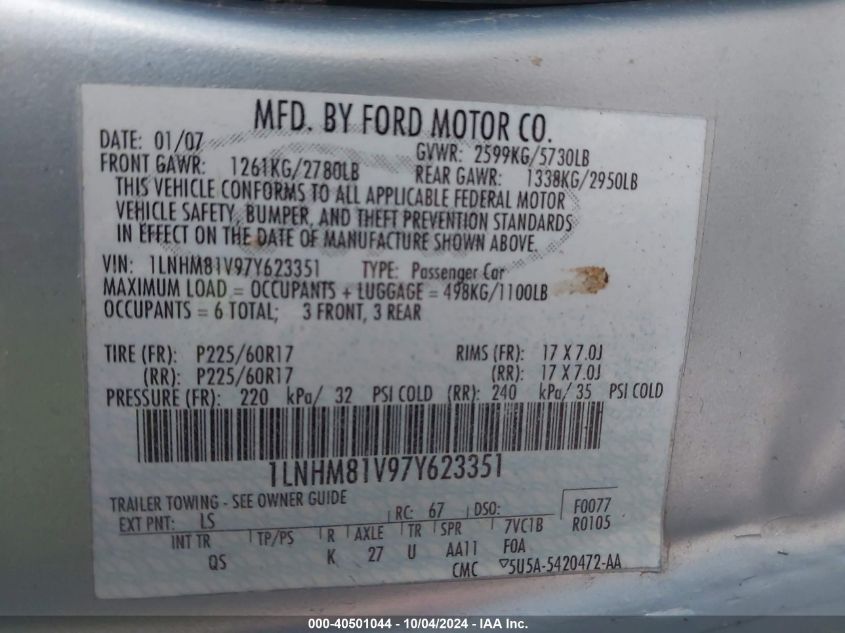 MFD. BY FORD MOTOR CO.
DATE: 01/07 GVWR: 2599KG/5730LB
FRONT GAWR: 1261KG/2780LB REAR GAWR: 1338KG/2950LB
THIS VEHICLE CONFORMS TO ALL APPLICABLE FEDERAL MOTOR
VEHICLE SAFETY, BUMPER, AND THEFT PREVENTION STANDARDS
IN EFFECT ON THE DATE OF MANUFACTURE SHOWN ABOVE.
VIN: 1LNHM81V97Y623351 TYPE: Passenger Car
MAXIMUM LOAD = OCCUPANTS + LUGGAGE = 498KG/1100LB
OCCUPANTS = 6 TOTAL; 3 FRONT, 3 REAR
TIRE (FR): P225/60R17 RIMS (FR): 17 X 7.0J
(RR): P225/60R17 (RR): 17 X 7.0J
PRESSURE (FR): 220 kPa/ 32 PSI COLD (RR): 240 kPa/ 35 PSI COLD
1LNHM81V97Y623351
TRAILER TOWING - SEE OWNER GUIDE
EXT PNT: LS RC: 67 DSO: F0077
INT TR TP/PS R AXLE TR SPR 7VC1B R0105
QS K 27 U AA11 FOA
CMC ▽5U5A-5420472-AA
000-40501044 - 10/04/2024 - IAA Inc.